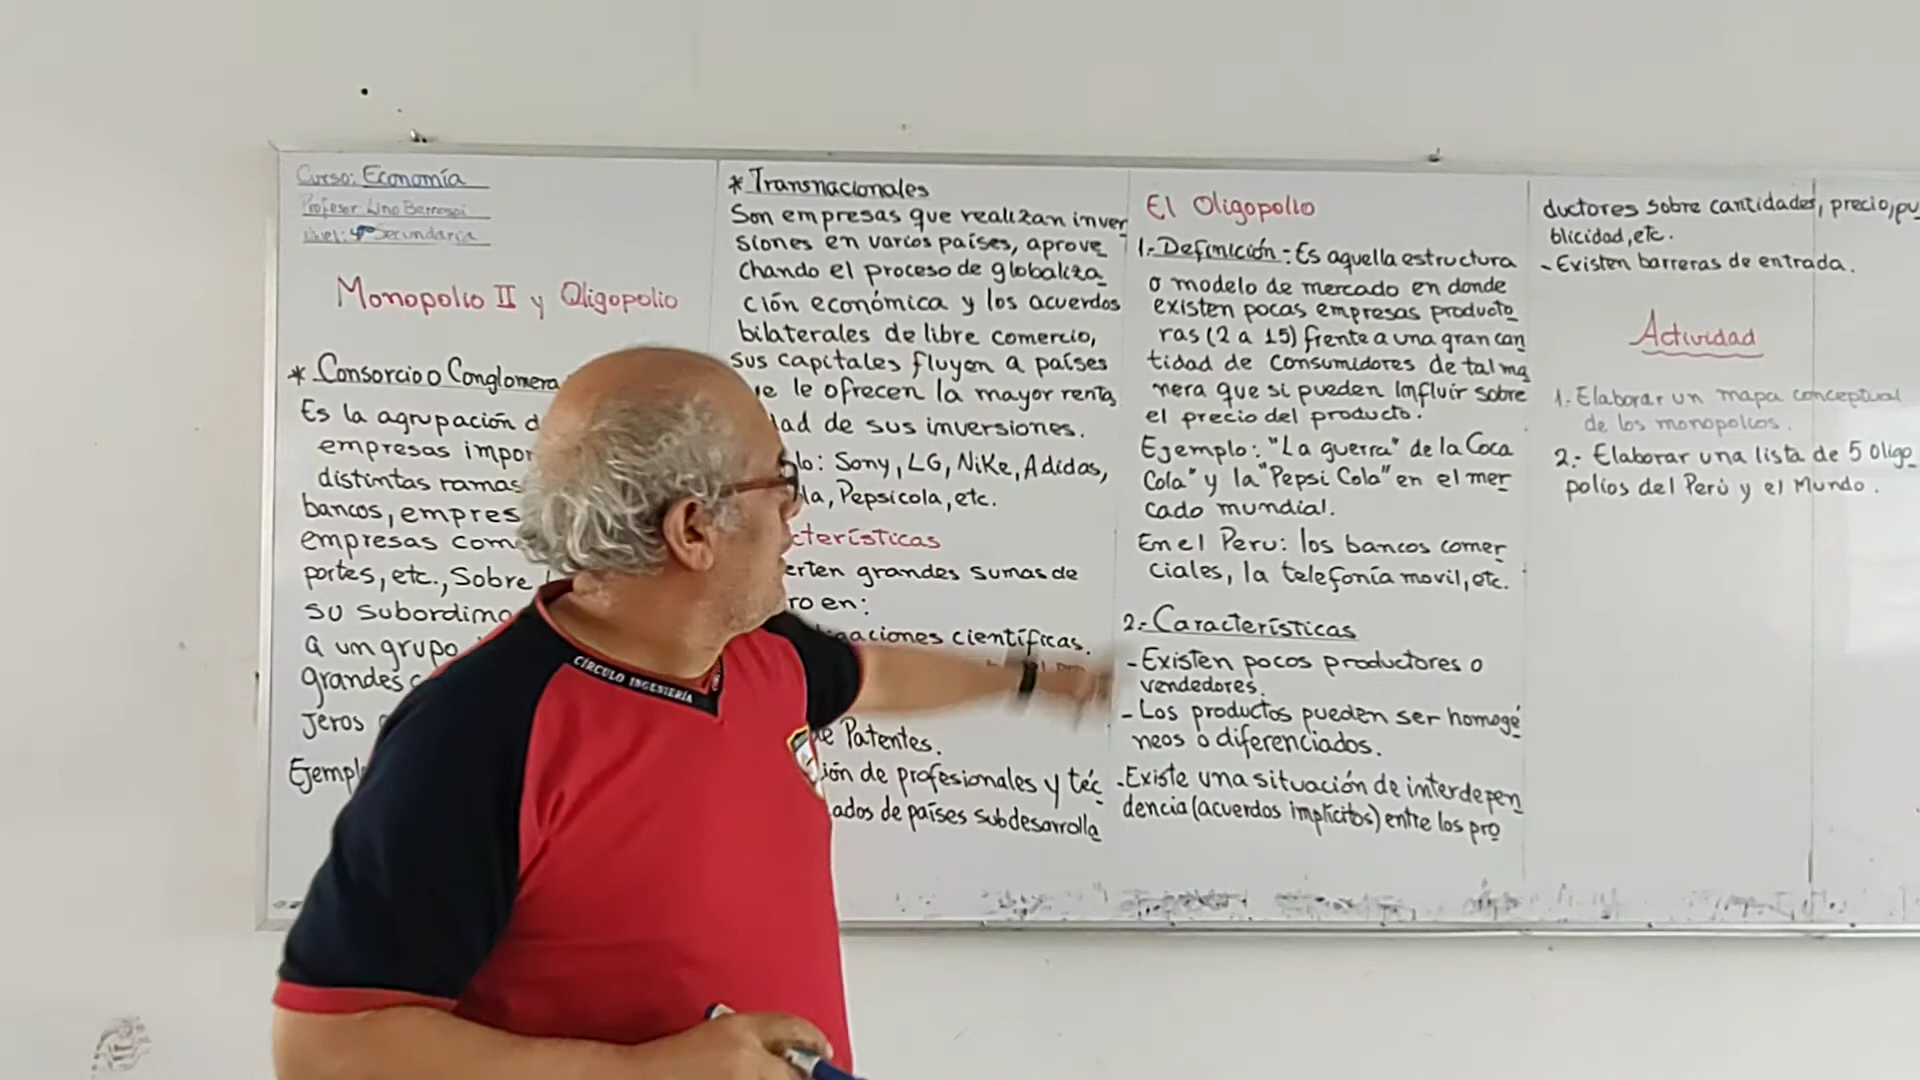 Curso: Economía
Profesor: Lino Berrospi
Nivel: 4º Secundaria
Monopolio II y Oligopolio
* Consorcio o Conglomera
Es la agrupación d
empresas impor
distintas ramas
bancos, empres
empresas com
portes, etc., Sobre
su subordina
a un grupo
grandes
jeros
Ejempl
* Transnacionales
Son empresas que realizan inver
siones en varios países, aprove
chando el proceso de globaliza
ción económica y los acuerdos
bilaterales de libre comercio,
sus capitales fluyen a países
e le ofrecen la mayor renta
dad de sus inversiones.
lo: Sony, LG, Nike, Adidas,
la, Pepsicola, etc.
cterísticas
erten grandes sumas de
ro en:
gaciones científicas.
de Patentes.
ión de profesionales y téc
ados de países subdesarrolla
El Oligopolio
1.- Definición: Es aquella estructura
o modelo de mercado en donde
existen pocas empresas producto
ras (2 a 15) frente a una gran can
tidad de consumidores de tal ma
nera que si pueden influir sobre
el precio del producto.
Ejemplo: "La guerra" de la Coca
Cola" y la "Pepsi Cola" en el mer
cado mundial.
En el Peru: los bancos comer
ciales, la telefonía movil, etc.
2.- Características
- Existen pocos productores o
vendedores.
- Los productos pueden ser homogé
neos o diferenciados.
- Existe una situación de interdepen
dencia (acuerdos implícitos) entre los pro
ductores sobre cantidades, precio, pu
blicidad, etc.
- Existen barreras de entrada.
Actividad
1.- Elaborar un mapa conceptual
de los monopolios.
2.- Elaborar una lista de 5 Oligo
polios del Perú y el Mundo.
CÍRCULO INGENIERÍA